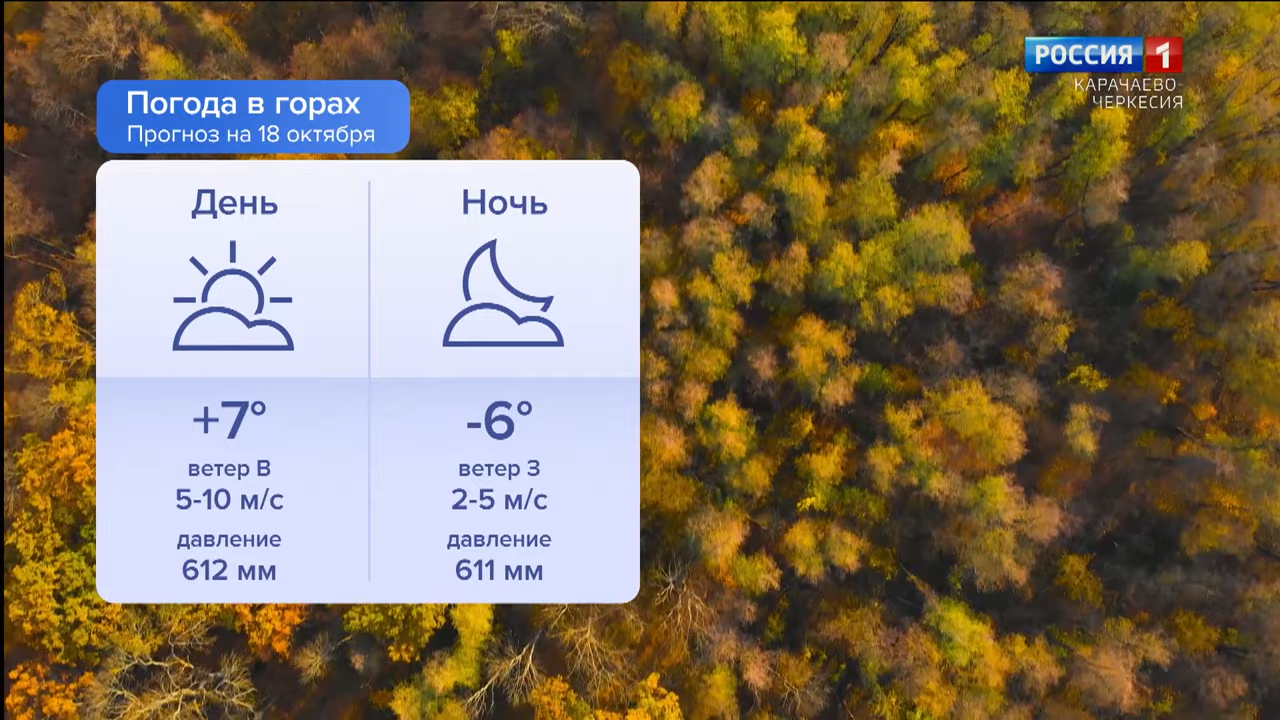 РОССИЯ 1
КАРАЧАЕВО-
ЧЕРКЕСИЯ
Погода в горах
Прогноз на 18 октября
День
Ночь
+7°
-6°
ветер В
ветер З
5-10 м/с
2-5 м/с
давление
давление
612 мм
611 мм